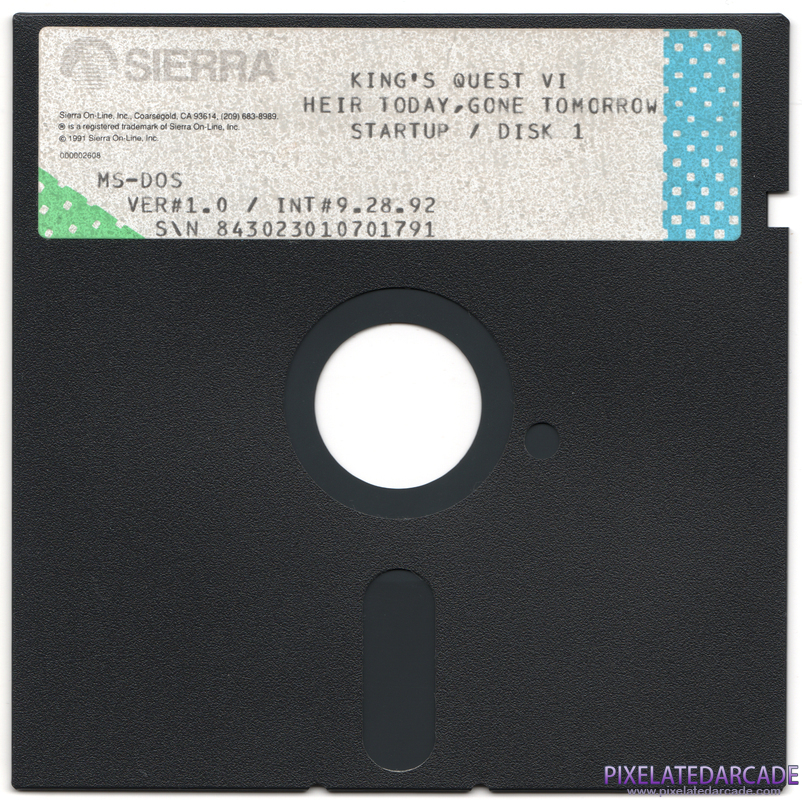 SIERRA®
KING'S QUEST VI
HEIR TODAY,GONE TOMORROW
STARTUP / DISK 1
Sierra On-Line, Inc., Coarsegold, CA 93614, (209) 683-8989.
® is a registered trademark of Sierra On-Line, Inc.
© 1991 Sierra On-Line, Inc.
000002608
MS-DOS
VER#1.0 / INT#9.28.92
S\N 843023010701791
PIXELATEDARCADE
www.pixelatedarcade.com